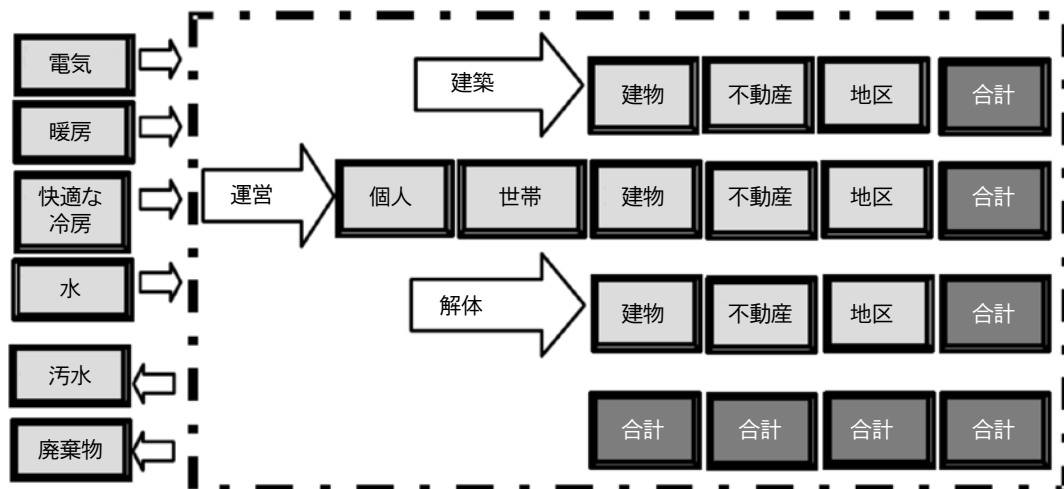 電気
暖房
快適な
冷房
水
汚水
廃棄物
建築
建物
不動産
地区
合計
運営
個人
世帯
建物
不動産
地区
合計
解体
建物
不動産
地区
合計
合計
合計
合計
合計